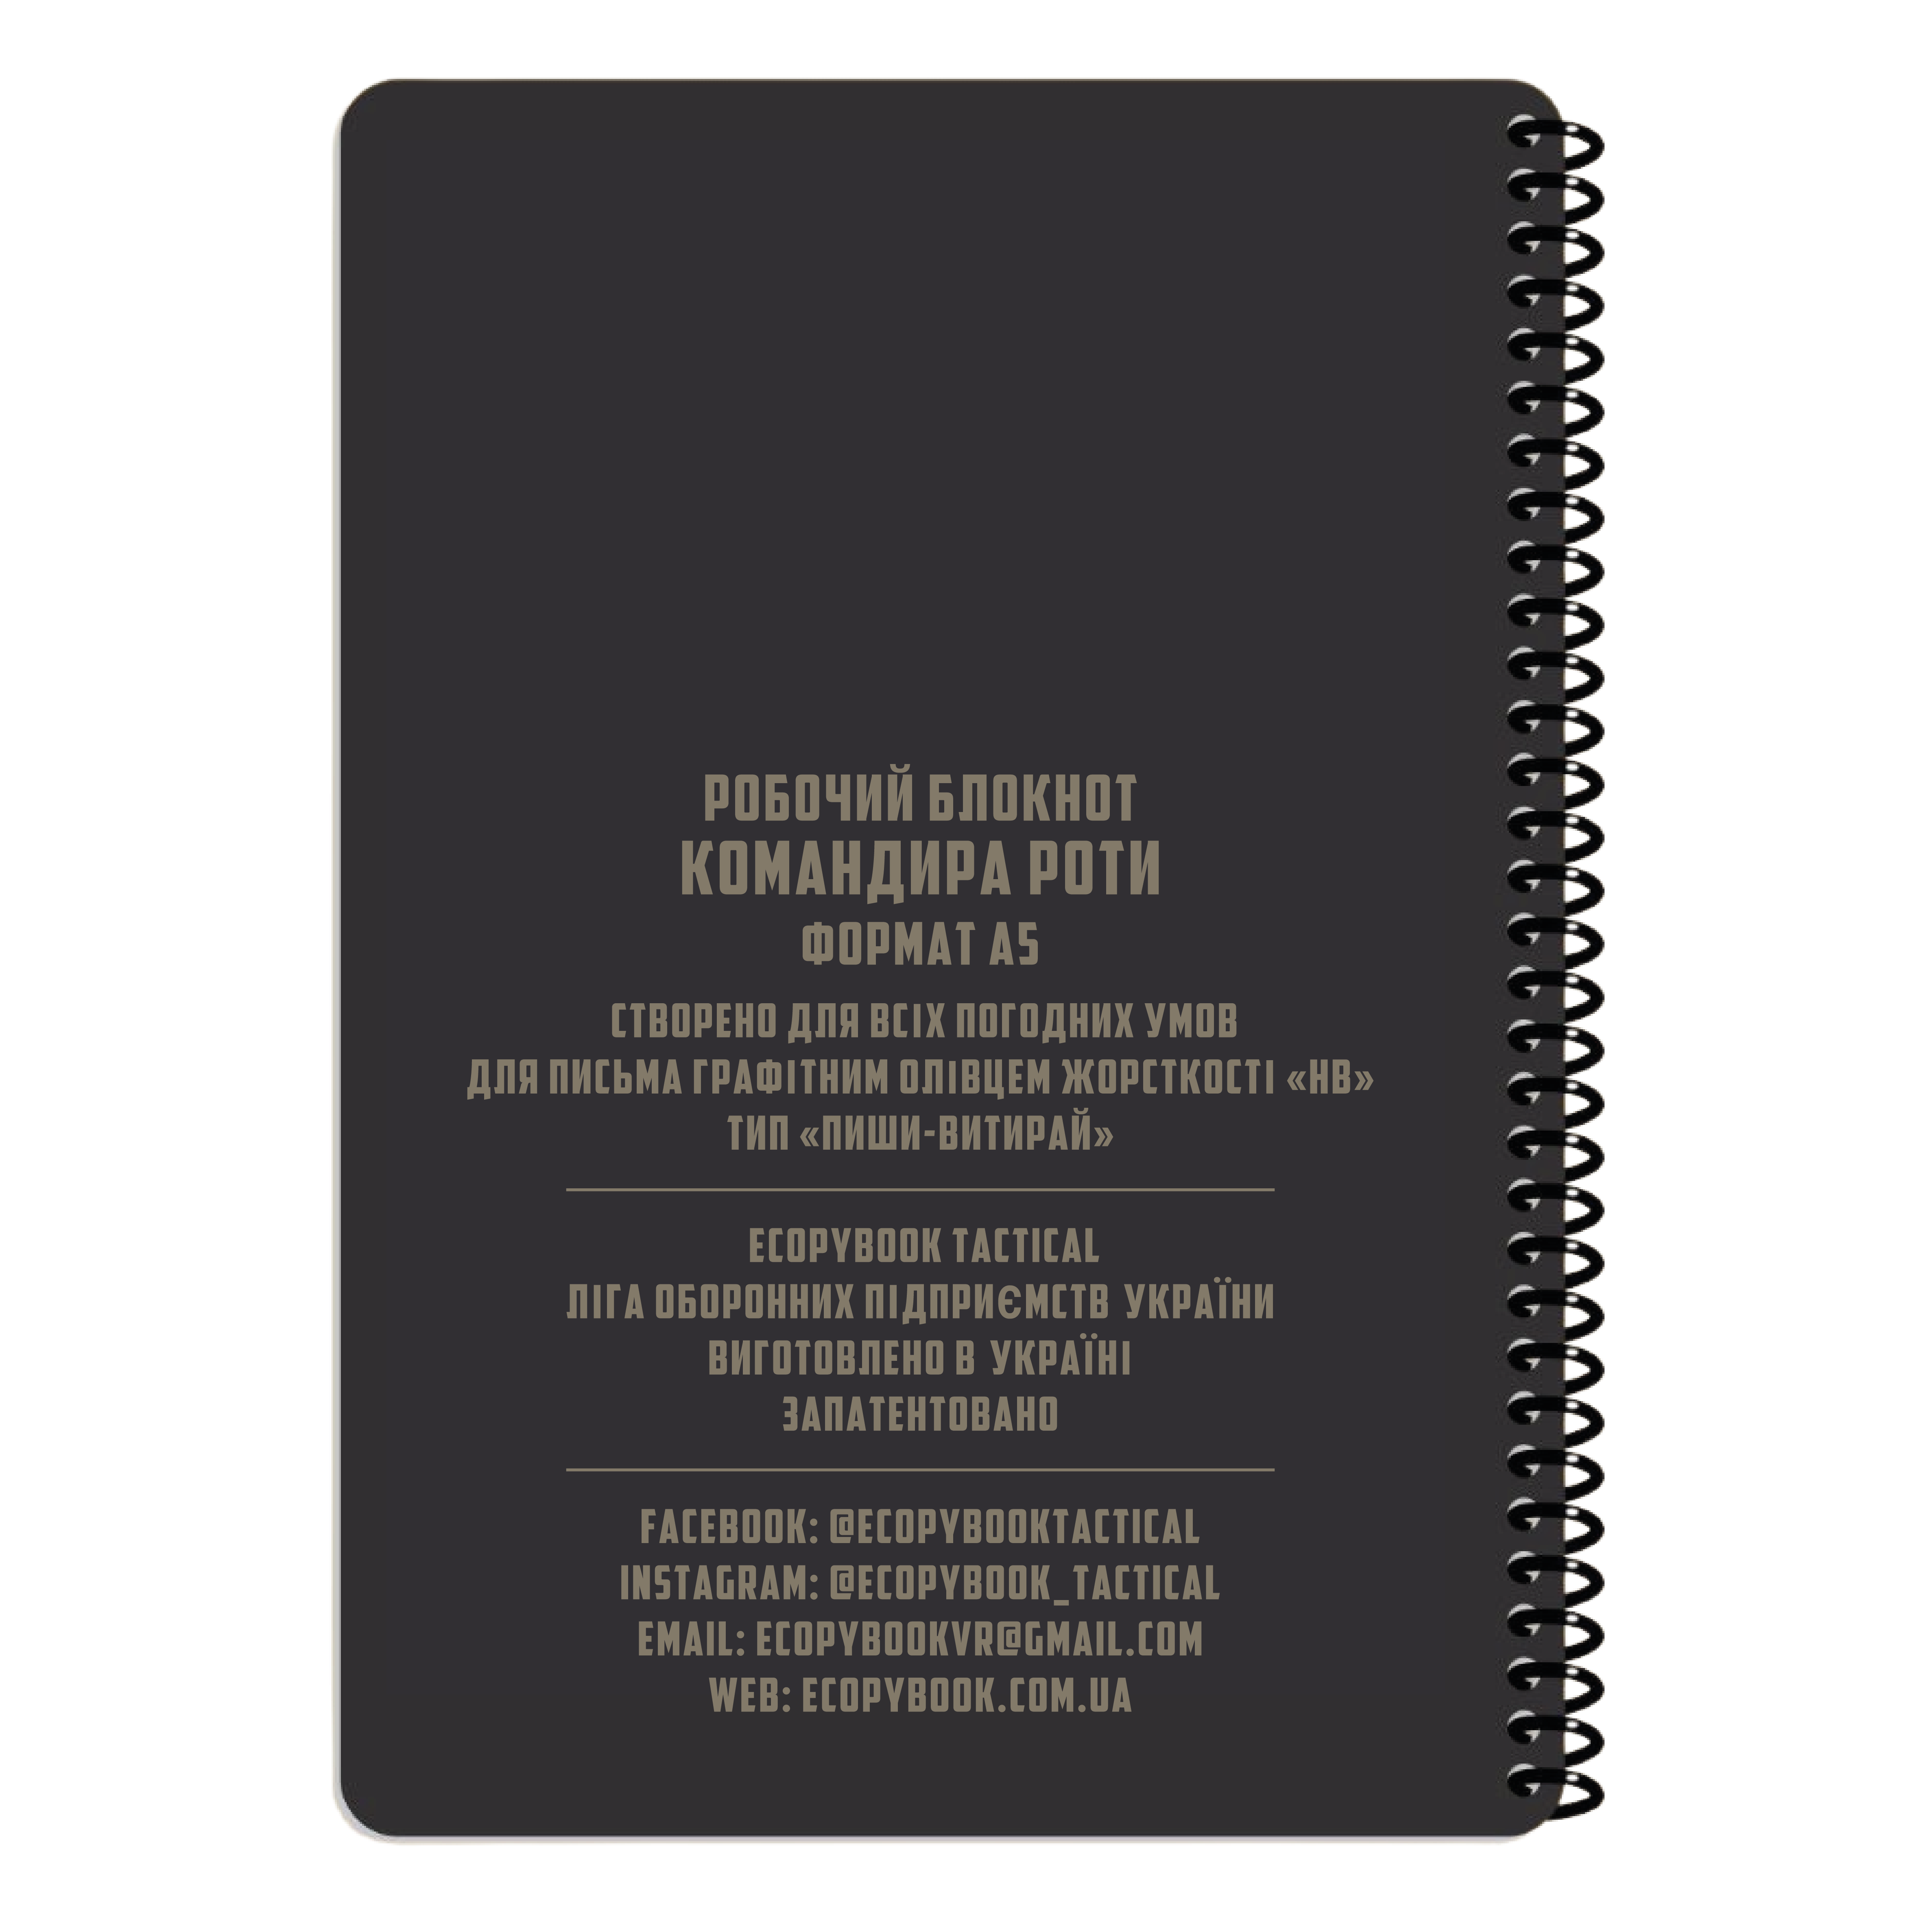 РОБОЧИЙ БЛОКНОТ
КОМАНДИРА РОТИ
ФОРМАТ А5
СТВОРЕНО ДЛЯ ВСІХ ПОГОДНИХ УМОВ
ДЛЯ ПИСЬМА ГРАФІТНИМ ОЛІВЦЕМ ЖОРСТКОСТІ «НВ»
ТИП «ПИШИ-ВИТИРАЙ»
ECOPYBOOK TACTICAL
ЛІГА ОБОРОННИХ ПІДПРИЄМСТВ УКРАЇНИ
ВИГОТОВЛЕНО В УКРАЇНІ
ЗАПАТЕНТОВАНО
FACEBOOK: @ECOPYBOOKTACTICAL
INSTAGRAM: @ECOPYBOOK_TACTICAL
EMAIL: ECOPYBOOKVR@GMAIL.COM
WEB: ECOPYBOOK.COM.UA